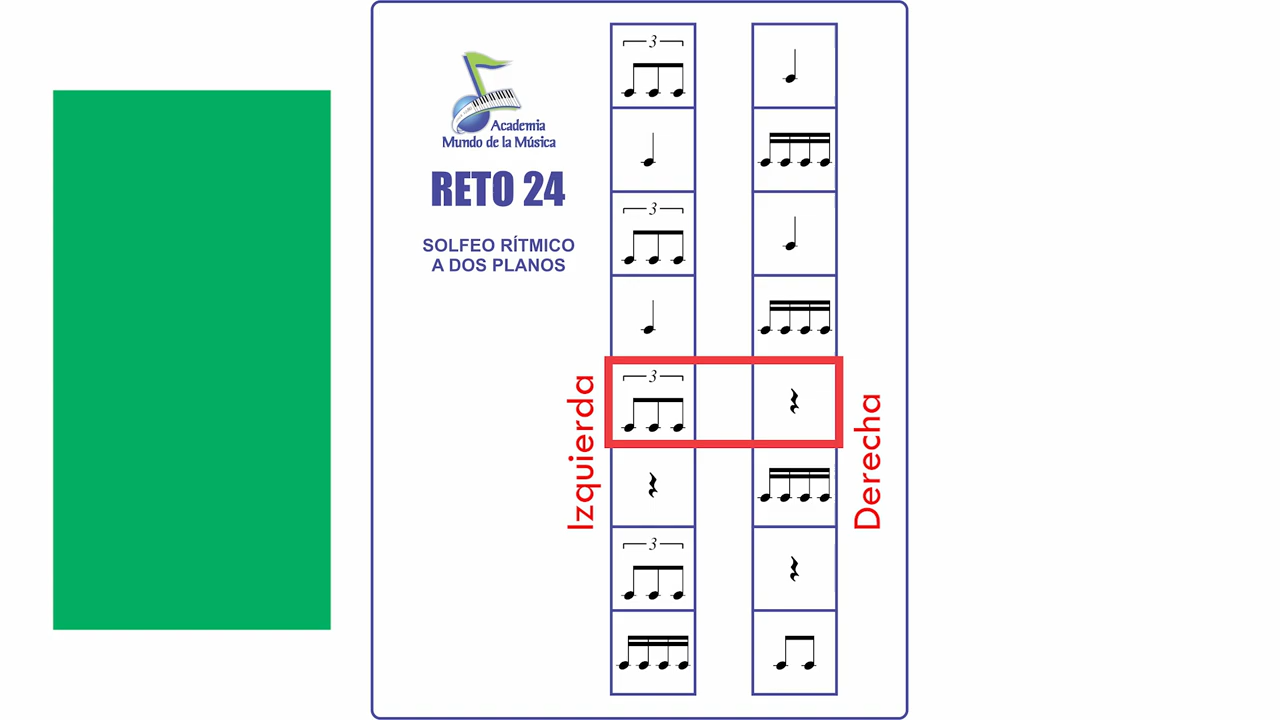 Academia
Mundo de la Música
RETO 24
SOLFEO RÍTMICO
A DOS PLANOS
3
3
3
3
Izquierda
Derecha